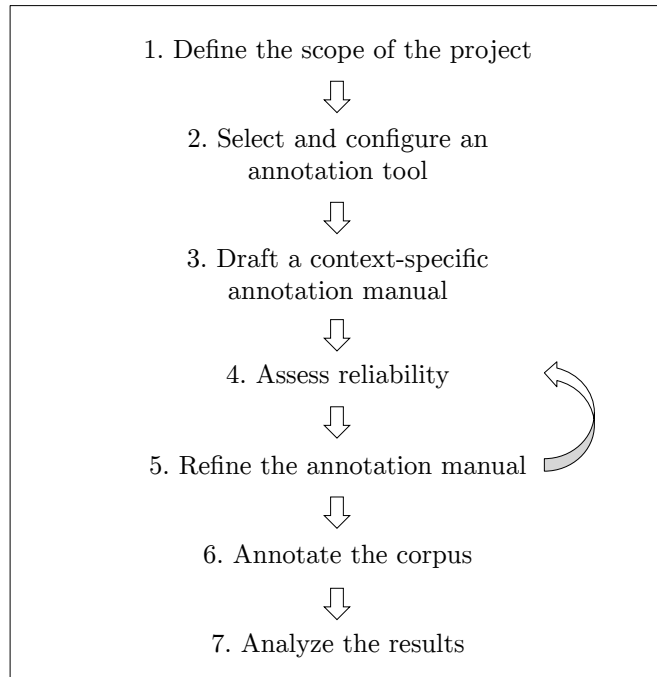 1. Define the scope of the project
2. Select and configure an
annotation tool
3. Draft a context-specific
annotation manual
4. Assess reliability
5. Refine the annotation manual
6. Annotate the corpus
7. Analyze the results